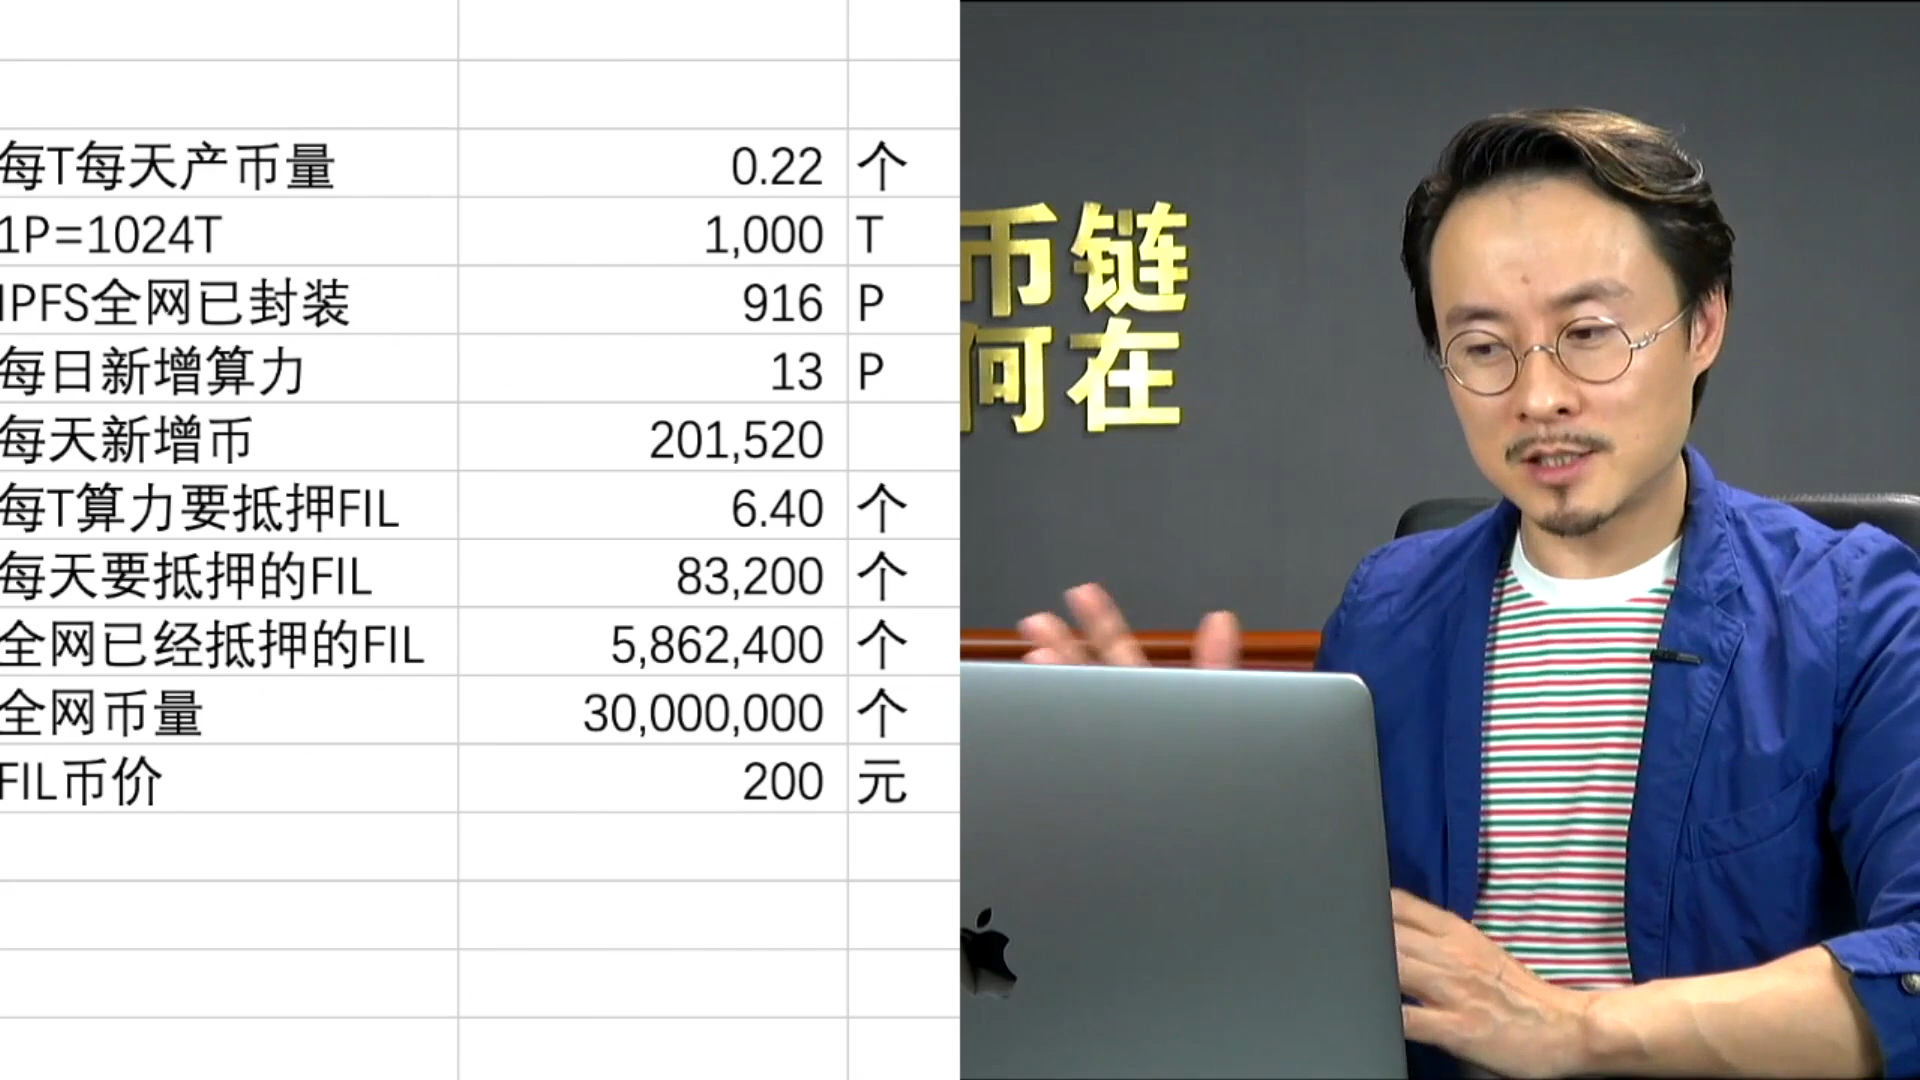 每T每天产币量 0.22 个
1P=1024T 1,000 T
IPFS全网已封装 916 P
每日新增算力 13 P
每天新增币 201,520
每T算力要抵押FIL 6.40 个
每天要抵押的FIL 83,200 个
全网已经抵押的FIL 5,862,400 个
全网币量 30,000,000 个
FIL币价 200 元
币链
何在